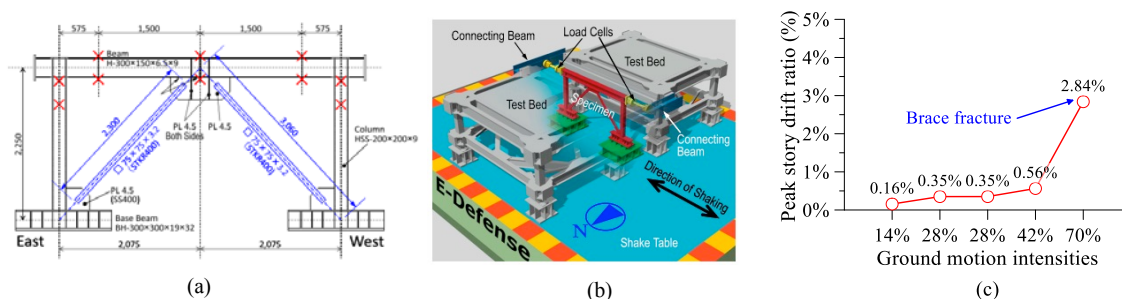 575
1,500
1,500
575
Beam
H-300×150×6.5×9
2,300
3,060
PL 4.5
Both Sides
PL 4.5
□ 75 × 75 × 3.2
(STKR400)
□ 75 × 75 × 3.2
(STKR400)
2,250
Column
HSS-200×200×9
PL 4.5
(SS400)
Base Beam
BH-300×300×19×32
East
West
2,075
2,075
(a)
Connecting Beam
Load Cells
Test Bed
Test Bed
Specimen
Connecting
Beam
Direction of Shaking
E-Defense
N
Shake Table
(b)
Peak story drift ratio (%)
5%
4%
3%
2%
1%
0%
2.84%
Brace fracture
0.16%
0.35%
0.35%
0.56%
14%
28%
28%
42%
70%
Ground motion intensities
(c)